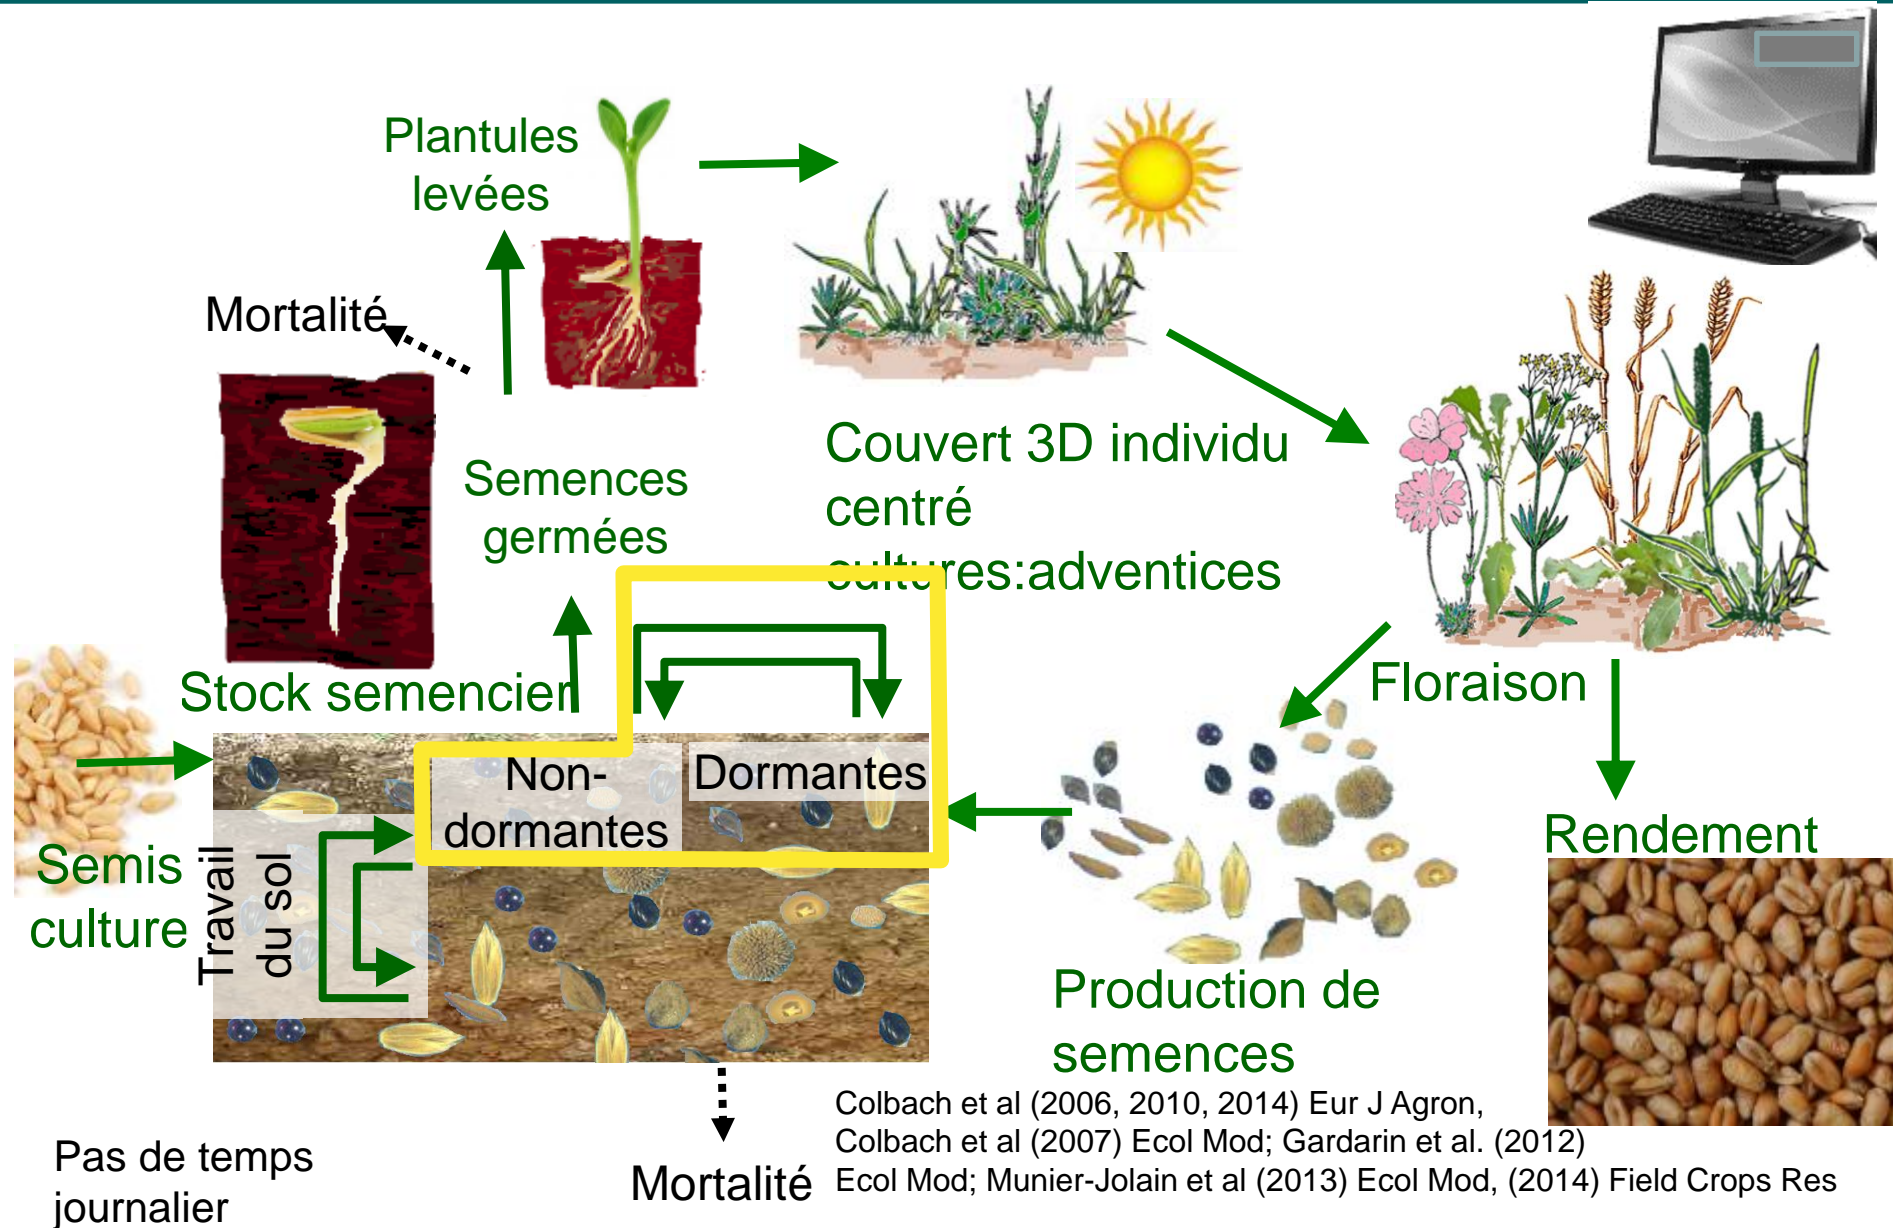 Plantules
levées
Mortalité
Semences
germées
Couvert 3D individu
centré
cultures:adventices
Stock semencier
Floraison
Non-
dormantes
Dormantes
Semis
culture
Travail
du sol
Rendement
Production de
semences
Colbach et al (2006, 2010, 2014) Eur J Agron,
Colbach et al (2007) Ecol Mod; Gardarin et al. (2012)
Ecol Mod; Munier-Jolain et al (2013) Ecol Mod, (2014) Field Crops Res
Mortalité
Pas de temps
journalier